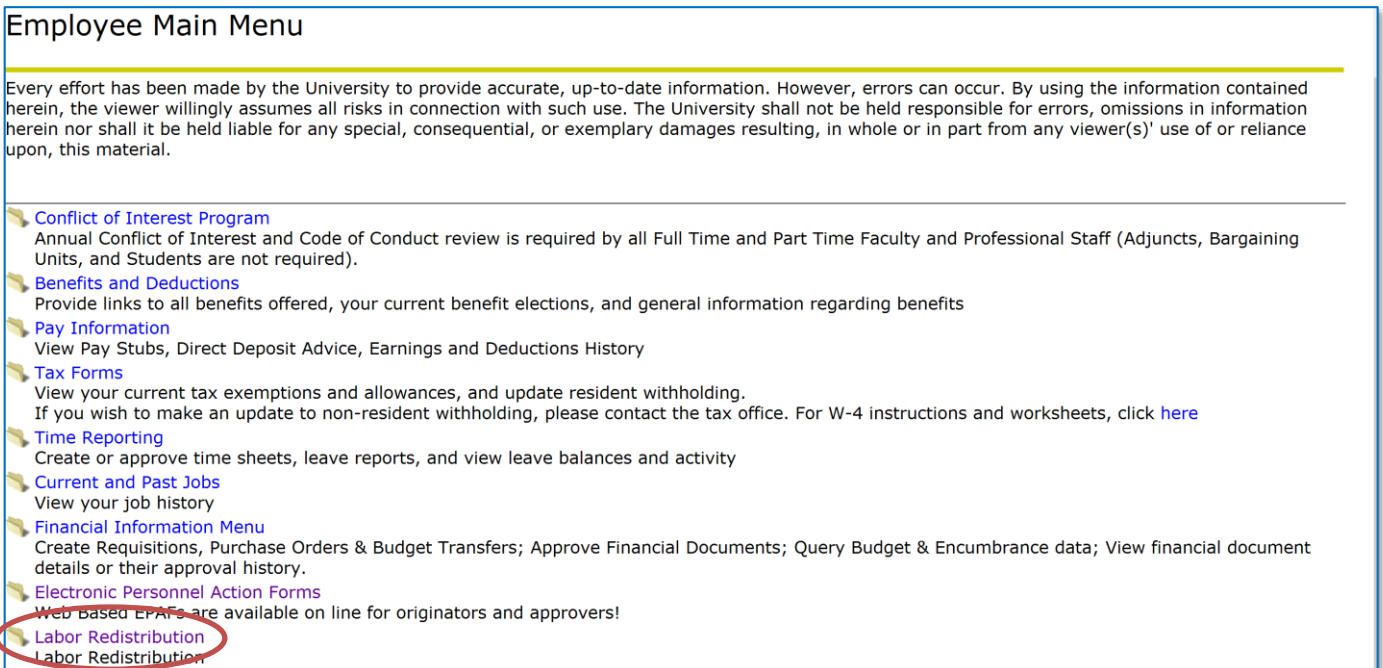 Employee Main Menu
Every effort has been made by the University to provide accurate, up-to-date information. However, errors can occur. By using the information contained
herein, the viewer willingly assumes all risks in connection with such use. The University shall not be held responsible for errors, omissions in information
herein nor shall it be held liable for any special, consequential, or exemplary damages resulting, in whole or in part from any viewer(s)' use of or reliance
upon, this material.
Conflict of Interest Program
Annual Conflict of Interest and Code of Conduct review is required by all Full Time and Part Time Faculty and Professional Staff (Adjuncts, Bargaining
Units, and Students are not required).
Benefits and Deductions
Provide links to all benefits offered, your current benefit elections, and general information regarding benefits
Pay Information
View Pay Stubs, Direct Deposit Advice, Earnings and Deductions History
Tax Forms
View your current tax exemptions and allowances, and update resident withholding.
If you wish to make an update to non-resident withholding, please contact the tax office. For W-4 instructions and worksheets, click here
Time Reporting
Create or approve time sheets, leave reports, and view leave balances and activity
Current and Past Jobs
View your job history
Financial Information Menu
Create Requisitions, Purchase Orders & Budget Transfers; Approve Financial Documents; Query Budget & Encumbrance data; View financial document
details or their approval history.
Electronic Personnel Action Forms
Web Based EPAFs are available on line for originators and approvers!
Labor Redistribution
Labor Redistribution